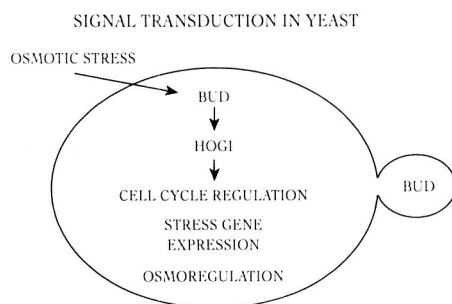 SIGNAL TRANSDUCTION IN YEAST
OSMOTIC STRESS
BUD
HOGI
CELL CYCLE REGULATION
BUD
STRESS GENE
EXPRESSION
OSMOREGULATION